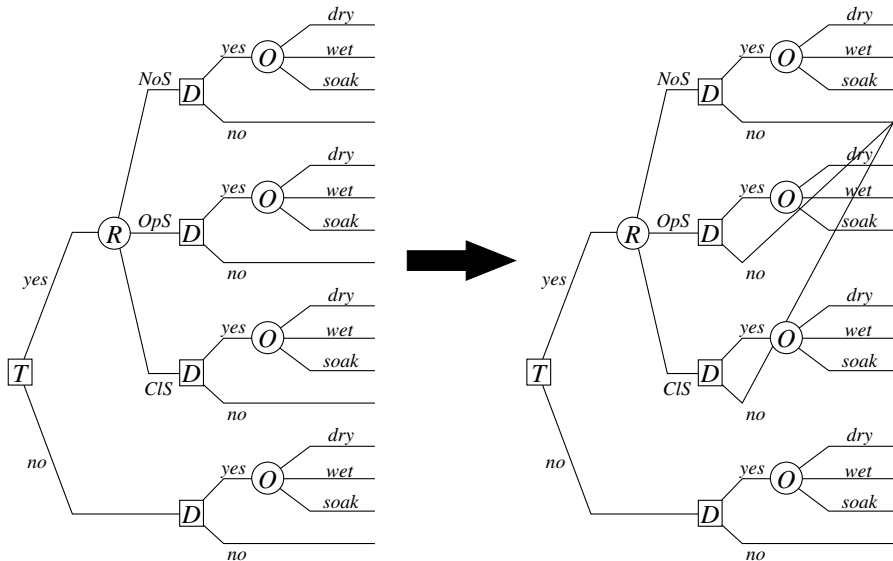 dry dry
yes O wet yes O wet
NoS D soak NoS D soak
no no
dry dry
yes O wet yes O wet
R OpS D soak R OpS D soak
yes no yes no
dry dry
yes O wet yes O wet
T ClS D soak T ClS D soak
no no
no dry no dry
yes O wet yes O wet
D soak D soak
no no